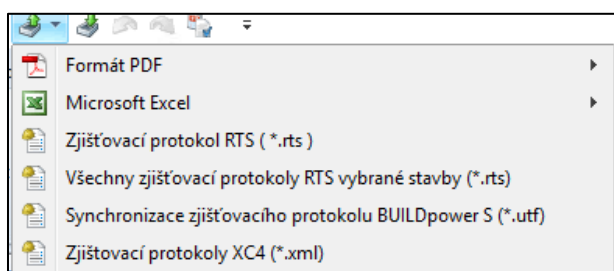 Formát PDF
Microsoft Excel
Zjišťovací protokol RTS ( *.rts )
Všechny zjišťovací protokoly RTS vybrané stavby (*.rts)
Synchronizace zjišťovacího protokolu BUILDpower S (*.utf)
Zjištovací protokoly XC4 (*.xml)